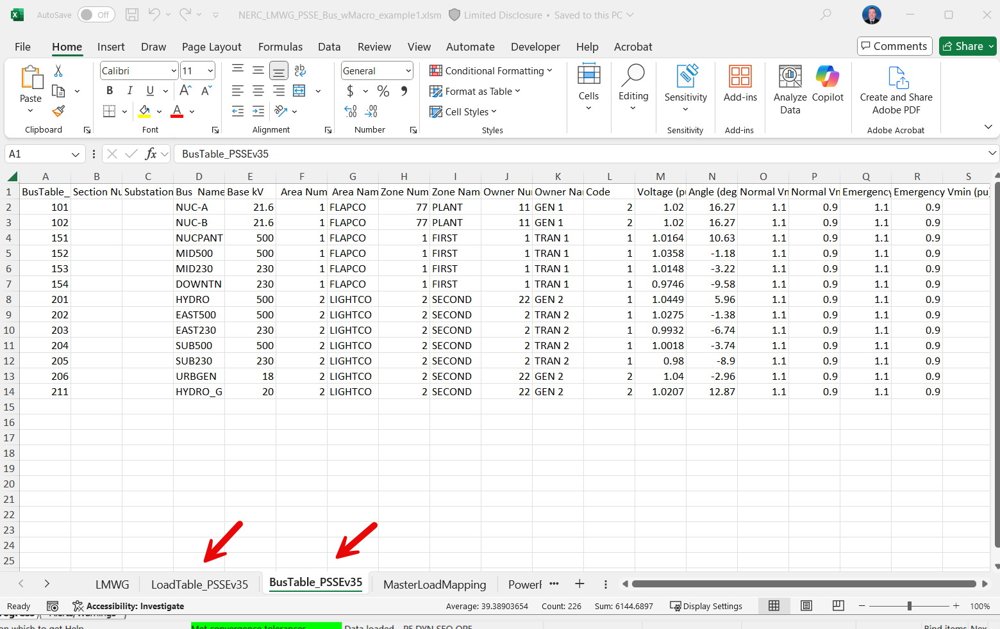 AutoSave Off NERC_LMWG_PSSE_Bus_wMacro_example1.xlsm Limited Disclosure • Saved to this PC
File Home Insert Draw Page Layout Formulas Data Review View Automate Developer Help Acrobat Comments Share
Paste
Clipboard
Calibri 11
B I U A A
A
Font
ab
Alignment
General
$ % 9
Number
Conditional Formatting
Format as Table
Cell Styles
Styles
Cells
Editing
Sensitivity
Sensitivity
Add-ins
Add-ins
Analyze Data
Copilot
Create and Share Adobe PDF
Adobe Acrobat
A1 fx BusTable_PSSEv35
A B C D E F G H I J K L M N O P Q R S
1 BusTable_ Section Nu Substation Bus Name Base kV Area Num Area Nam Zone Num Zone Nam Owner Nu Owner Na Code Voltage (p Angle (deg Normal Vn Normal Vn Emergency Emergency Vmin (pu)
2 101 NUC-A 21.6 1 FLAPCO 77 PLANT 11 GEN 1 2 1.02 16.27 1.1 0.9 1.1 0.9
3 102 NUC-B 21.6 1 FLAPCO 77 PLANT 11 GEN 1 2 1.02 16.27 1.1 0.9 1.1 0.9
4 151 NUCPANT 500 1 FLAPCO 1 FIRST 1 TRAN 1 1 1.0164 10.63 1.1 0.9 1.1 0.9
5 152 MID500 500 1 FLAPCO 1 FIRST 1 TRAN 1 1 1.0358 -1.18 1.1 0.9 1.1 0.9
6 153 MID230 230 1 FLAPCO 1 FIRST 1 TRAN 1 1 1.0148 -3.22 1.1 0.9 1.1 0.9
7 154 DOWNTN 230 1 FLAPCO 1 FIRST 1 TRAN 1 1 0.9746 -9.58 1.1 0.9 1.1 0.9
8 201 HYDRO 500 2 LIGHTCO 2 SECOND 22 GEN 2 1 1.0449 5.96 1.1 0.9 1.1 0.9
9 202 EAST500 500 2 LIGHTCO 2 SECOND 2 TRAN 2 1 1.0275 -1.38 1.1 0.9 1.1 0.9
10 203 EAST230 230 2 LIGHTCO 2 SECOND 2 TRAN 2 1 0.9932 -6.74 1.1 0.9 1.1 0.9
11 204 SUB500 500 2 LIGHTCO 2 SECOND 2 TRAN 2 1 1.0018 -3.74 1.1 0.9 1.1 0.9
12 205 SUB230 230 2 LIGHTCO 2 SECOND 2 TRAN 2 1 0.98 -8.9 1.1 0.9 1.1 0.9
13 206 URBGEN 18 2 LIGHTCO 2 SECOND 22 GEN 2 2 1.04 -2.96 1.1 0.9 1.1 0.9
14 211 HYDRO_G 20 2 LIGHTCO 2 SECOND 22 GEN 2 2 1.0207 12.87 1.1 0.9 1.1 0.9
15
16
17
18
19
20
21
22
23
24
25
LMWG LoadTable_PSSEv35 BusTable_PSSEv35 MasterLoadMapping PowerF ••• +
Ready Accessibility: Investigate Average: 39.38903654 Count: 226 Sum: 6144.6897 Display Settings 100%